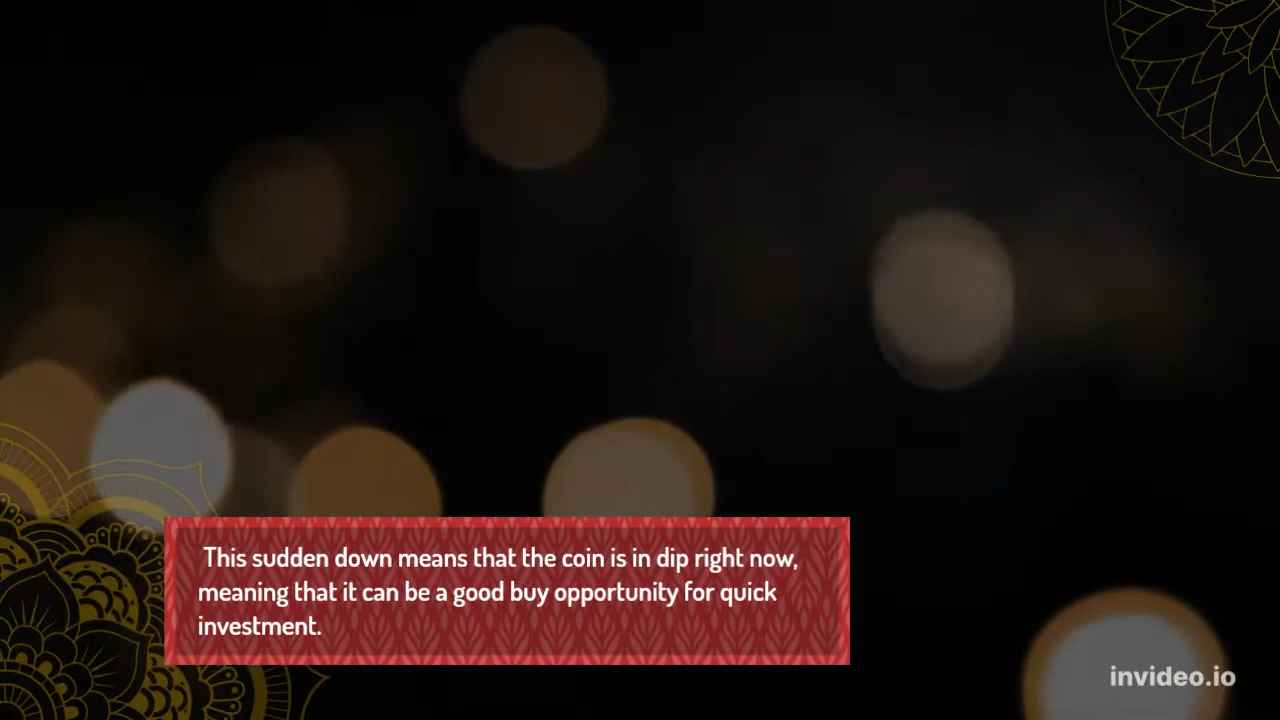 This sudden down means that the coin is in dip right now,
meaning that it can be a good buy opportunity for quick
investment.
invideo.io